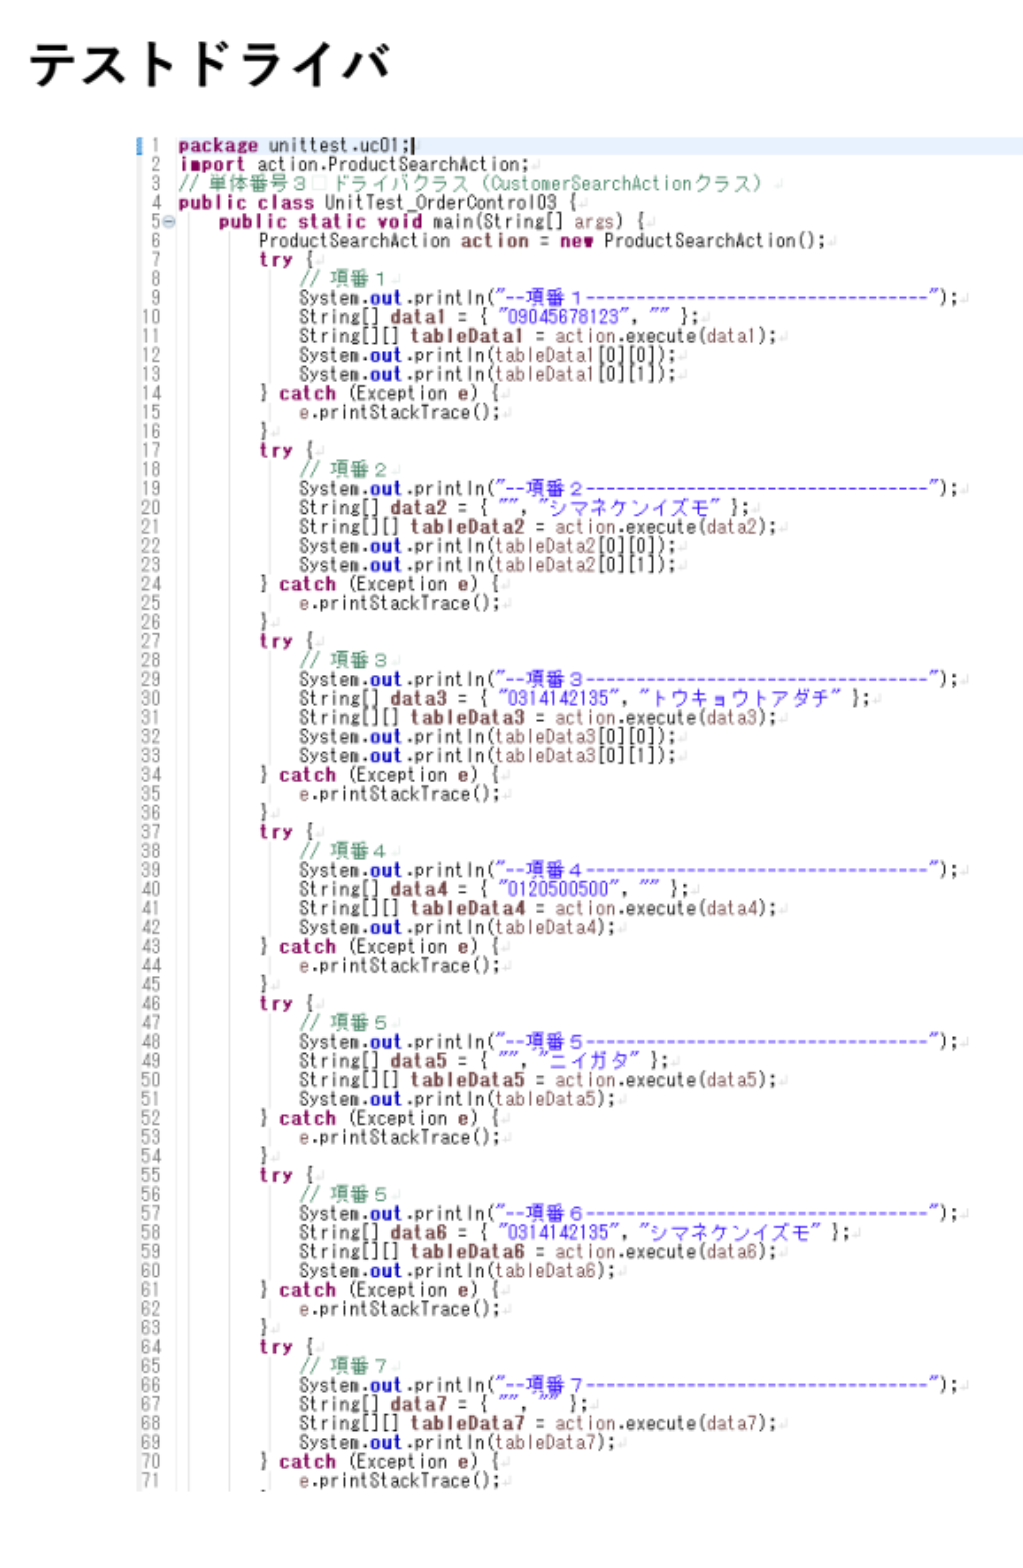 テストドライバ
1 package unittest.uc01;
2 import action.ProductSearchAction;
3 // 単体番号3　ドライバクラス (CustomerSearchActionクラス)
4 public class UnitTest_OrderControl03 {
5 public static void main(String[] args) {
6 ProductSearchAction action = new ProductSearchAction();
7 try {
8 // 項番1
9 System.out.println("--項番1----------------------------------");
10 String[] data1 = { "09045678123", "" };
11 String[][] tableData1 = action.execute(data1);
12 System.out.println(tableData1[0][0]);
13 System.out.println(tableData1[0][1]);
14 } catch (Exception e) {
15 e.printStackTrace();
16 }
17 try {
18 // 項番2
19 System.out.println("--項番2----------------------------------");
20 String[] data2 = { "", "シマネケンイズモ" };
21 String[][] tableData2 = action.execute(data2);
22 System.out.println(tableData2[0][0]);
23 System.out.println(tableData2[0][1]);
24 } catch (Exception e) {
25 e.printStackTrace();
26 }
27 try {
28 // 項番3
29 System.out.println("--項番3----------------------------------");
30 String[] data3 = { "0314142135", "トウキョウトアダチ" };
31 String[][] tableData3 = action.execute(data3);
32 System.out.println(tableData3[0][0]);
33 System.out.println(tableData3[0][1]);
34 } catch (Exception e) {
35 e.printStackTrace();
36 }
37 try {
38 // 項番4
39 System.out.println("--項番4----------------------------------");
40 String[] data4 = { "0120500500", "" };
41 String[][] tableData4 = action.execute(data4);
42 System.out.println(tableData4);
43 } catch (Exception e) {
44 e.printStackTrace();
45 }
46 try {
47 // 項番5
48 System.out.println("--項番5----------------------------------");
49 String[] data5 = { "", "ニイガタ" };
50 String[][] tableData5 = action.execute(data5);
51 System.out.println(tableData5);
52 } catch (Exception e) {
53 e.printStackTrace();
54 }
55 try {
56 // 項番5
57 System.out.println("--項番6----------------------------------");
58 String[] data6 = { "0314142135", "シマネケンイズモ" };
59 String[][] tableData6 = action.execute(data6);
60 System.out.println(tableData6);
61 } catch (Exception e) {
62 e.printStackTrace();
63 }
64 try {
65 // 項番7
66 System.out.println("--項番7----------------------------------");
67 String[] data7 = { "", "" };
68 String[][] tableData7 = action.execute(data7);
69 System.out.println(tableData7);
70 } catch (Exception e) {
71 e.printStackTrace();